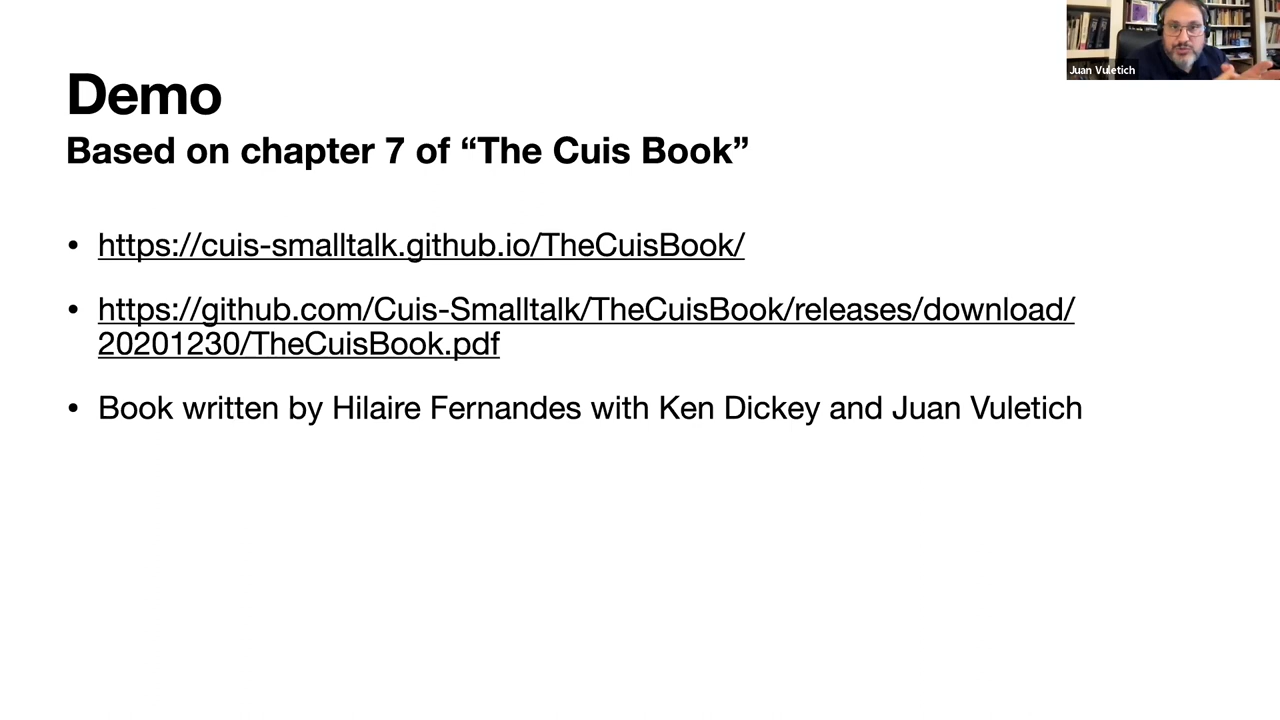 Juan Vuletich
Demo
Based on chapter 7 of “The Cuis Book”
• https://cuis-smalltalk.github.io/TheCuisBook/
• https://github.com/Cuis-Smalltalk/TheCuisBook/releases/download/
20201230/TheCuisBook.pdf
• Book written by Hilaire Fernandes with Ken Dickey and Juan Vuletich